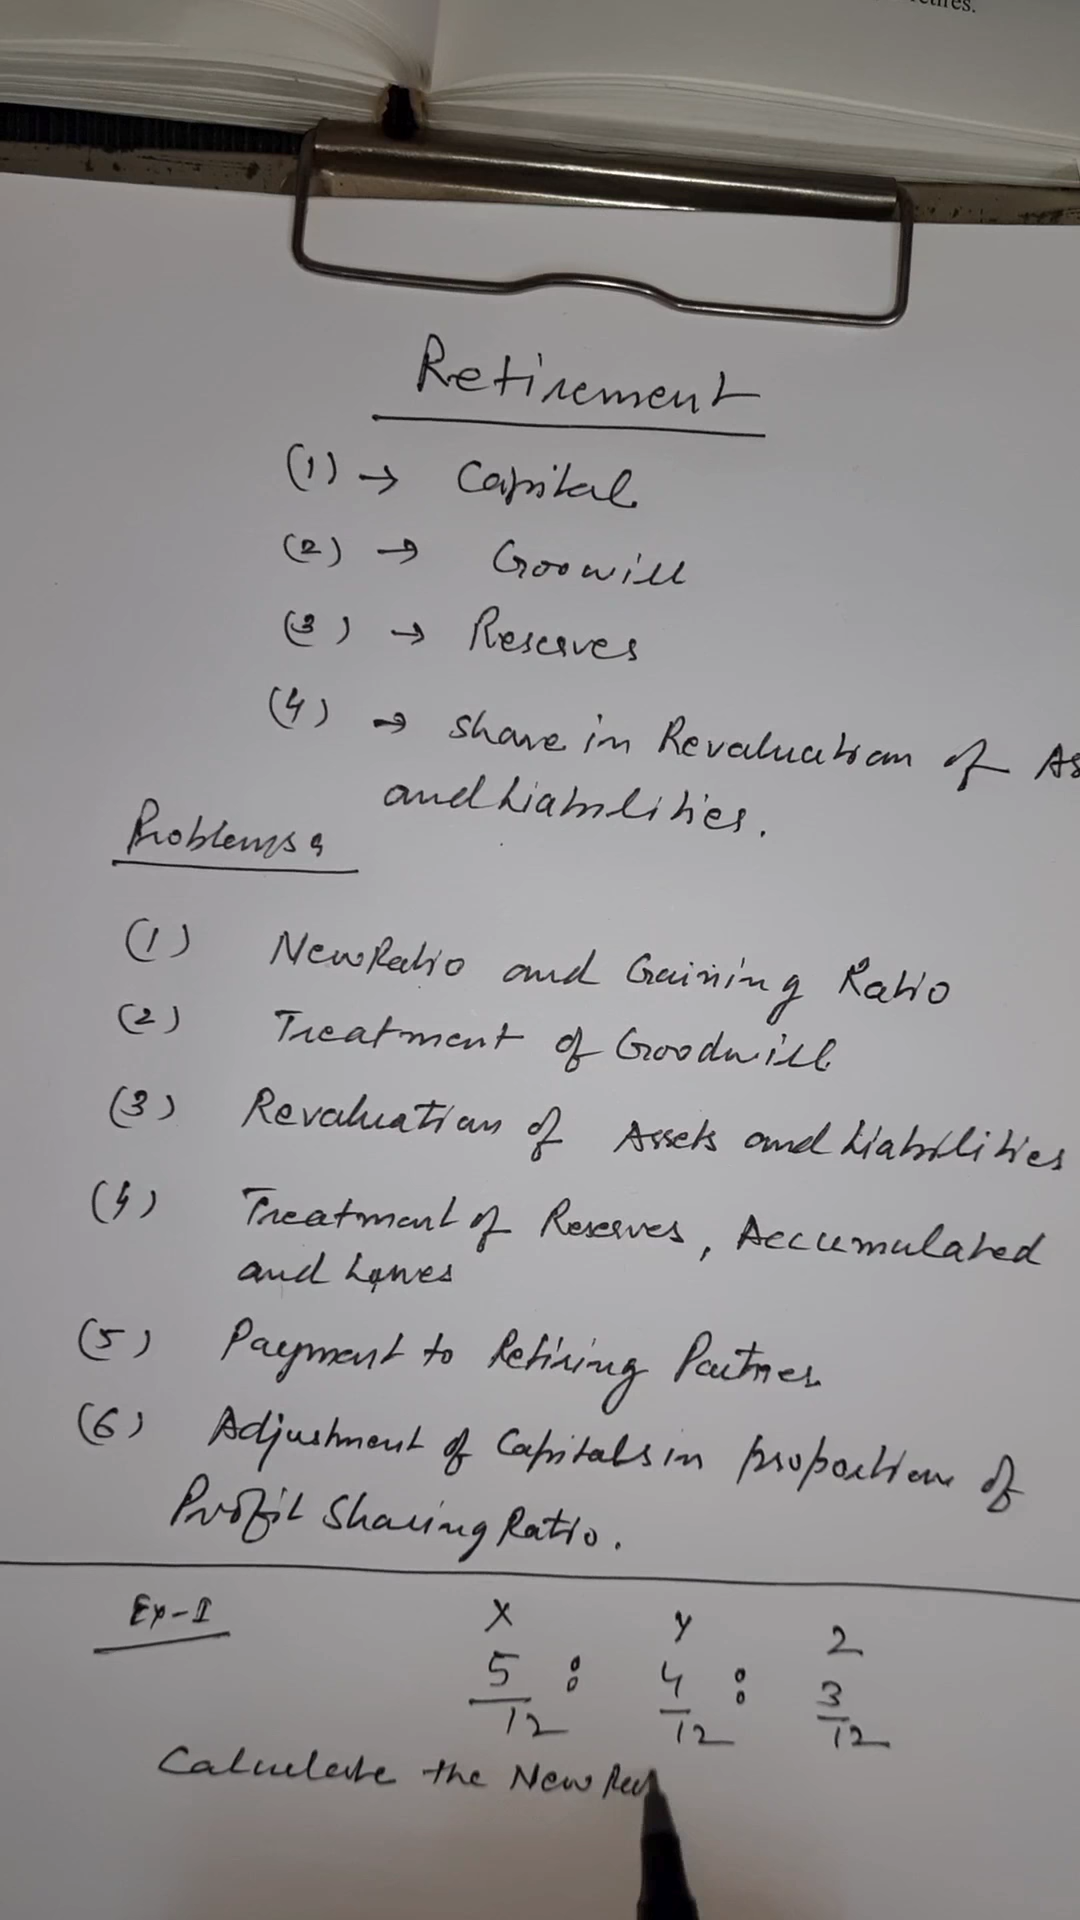 Retirement
(1) → Capital
(2) → Goowill
(3) → Reserves
(4) → Share in Revaluation of As
and Liabilities.
Problems
(1) New Ratio and Gaining Ratio
(2) Treatment of Goodwill
(3) Revaluation of Assets and Liabilities
(4) Treatment of Reserves, Accumulated
and Losses
(5) Payment to Retiring Partner
(6) Adjustment of Capitals in proportion of
Profit Sharing Ratio.
Ex-I X Y Z
5/12 : 4/12 : 3/12
Calculate the New